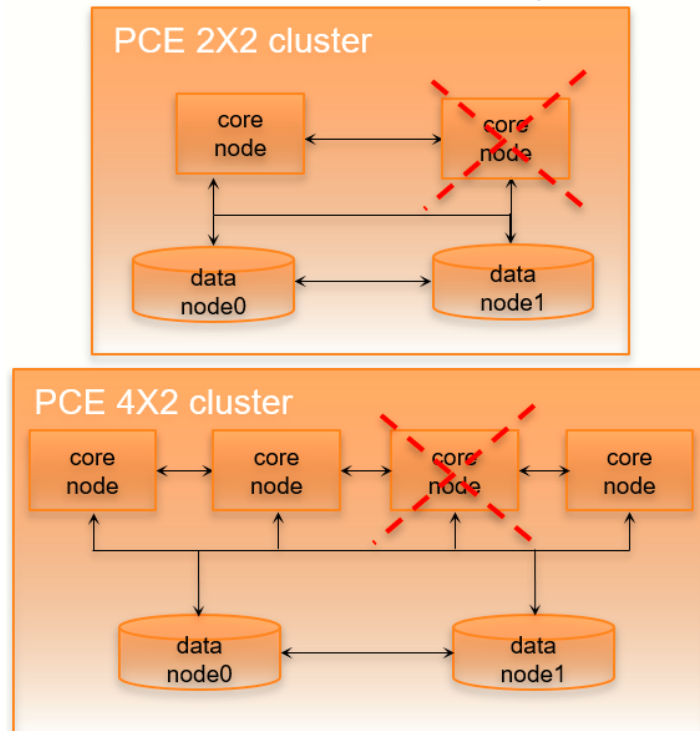 PCE 2X2 cluster
core
node
core
node
data
node0
data
node1
PCE 4X2 cluster
core
node
core
node
core
node
core
node
data
node0
data
node1